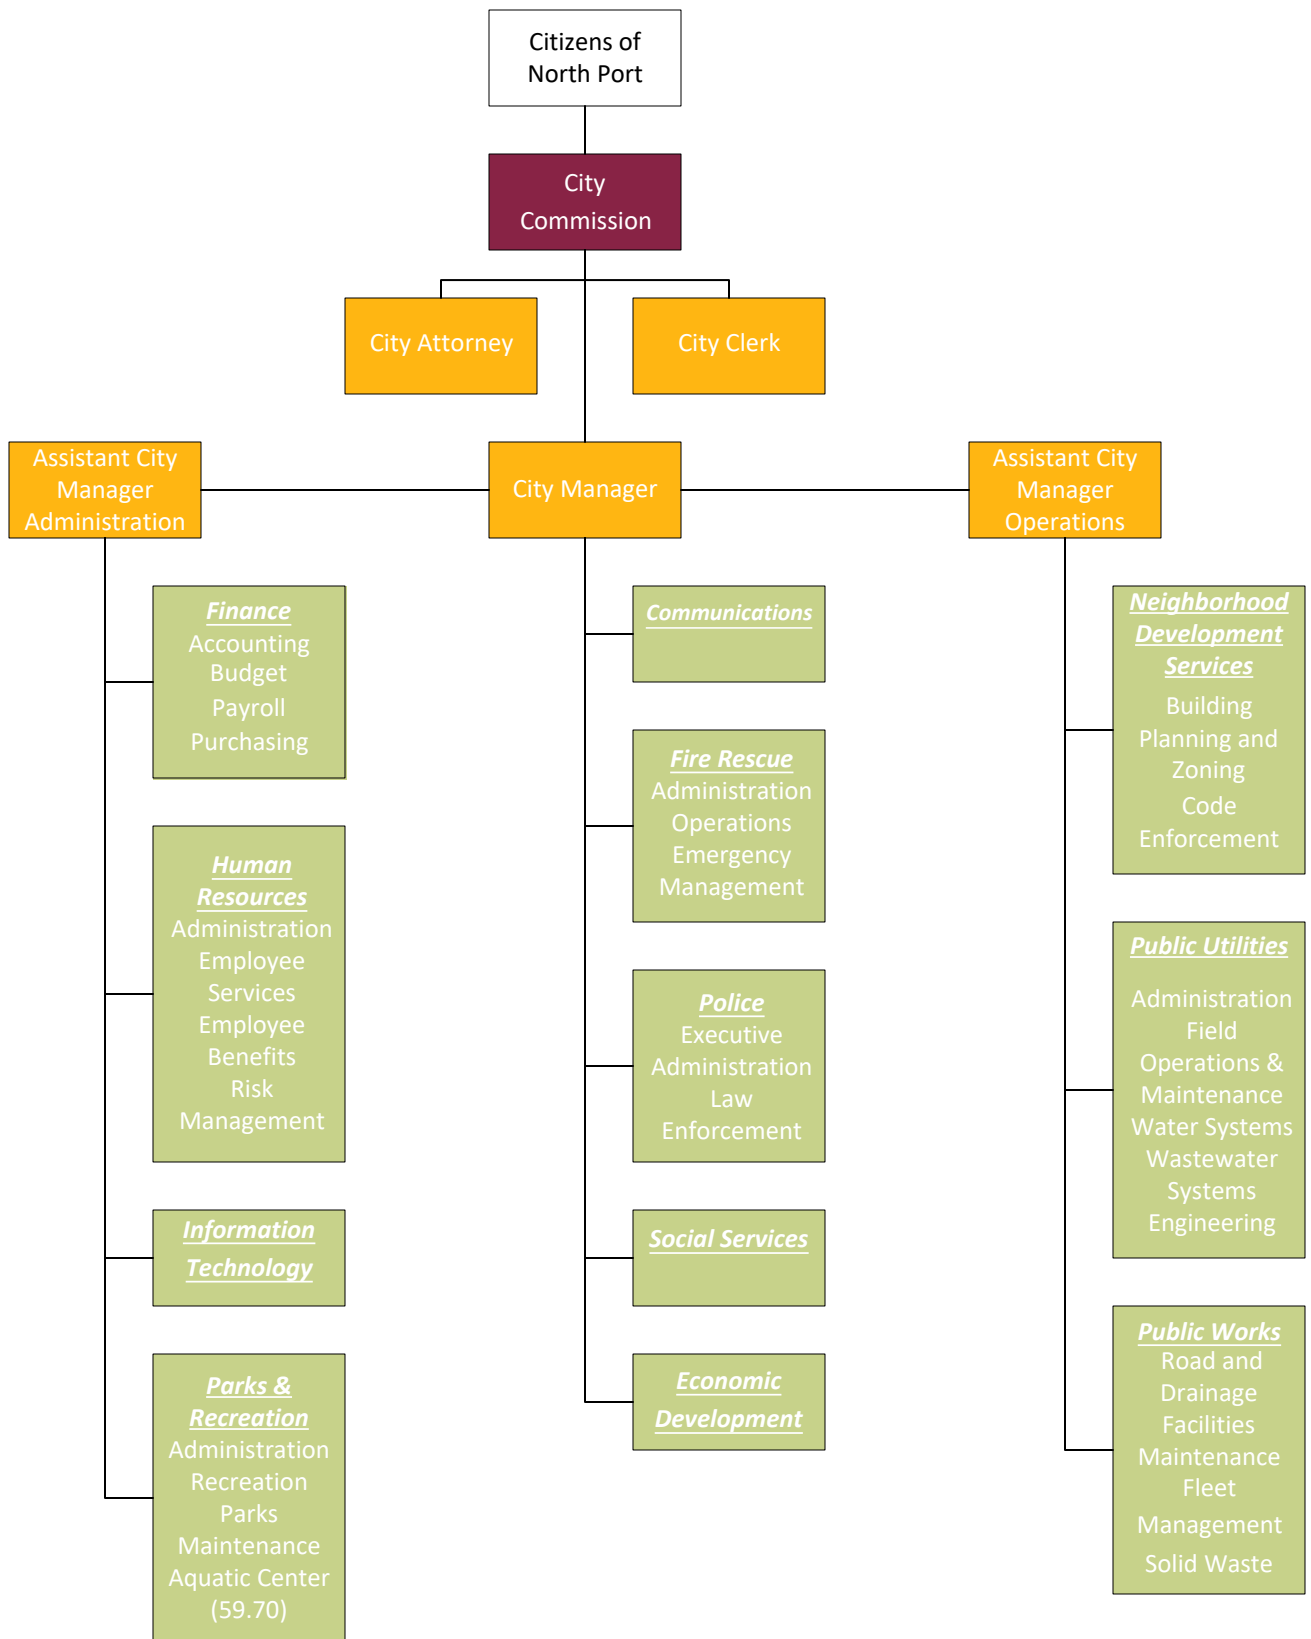 Citizens of
North Port
City
Commission
City Attorney
City Clerk
Assistant City
Manager
Administration
City Manager
Assistant City
Manager
Operations
Finance
Accounting
Budget
Payroll
Purchasing
Human
Resources
Administration
Employee
Services
Employee
Benefits
Risk
Management
Information
Technology
Parks &
Recreation
Administration
Recreation
Parks
Maintenance
Aquatic Center
(59.70)
Communications
Fire Rescue
Administration
Operations
Emergency
Management
Police
Executive
Administration
Law
Enforcement
Social Services
Economic
Development
Neighborhood
Development
Services
Building
Planning and
Zoning
Code
Enforcement
Public Utilities
Administration
Field
Operations &
Maintenance
Water Systems
Wastewater
Systems
Engineering
Public Works
Road and
Drainage
Facilities
Maintenance
Fleet
Management
Solid Waste